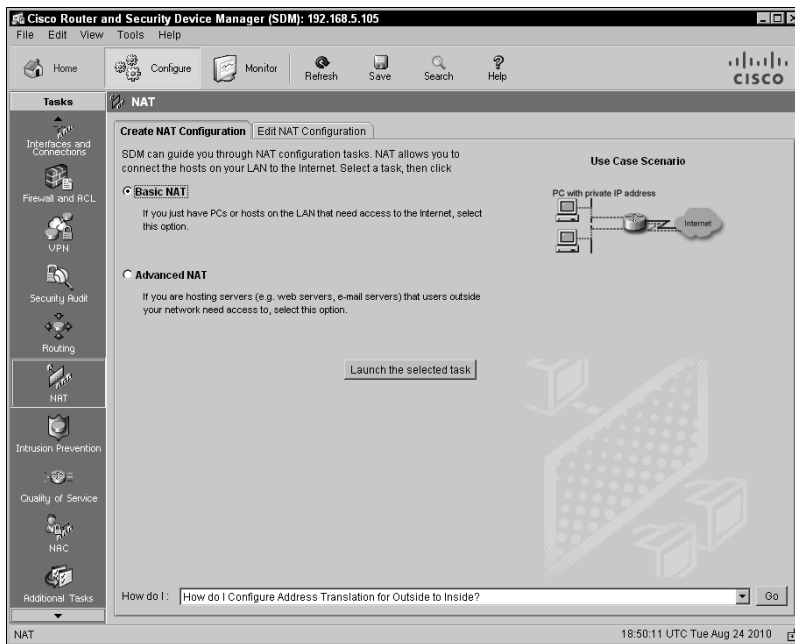 Cisco Router and Security Device Manager (SDM): 192.168.5.105
File Edit View Tools Help
Home Configure Monitor Refresh Save Search Help
CISCO
Tasks
Interfaces and
Connections
Firewall and ACL
VPN
Security Audit
Routing
NAT
Intrusion Prevention
Quality of Service
NAC
Additional Tasks
NAT
Create NAT Configuration Edit NAT Configuration
SDM can guide you through NAT configuration tasks. NAT allows you to
connect the hosts on your LAN to the Internet. Select a task, then click
Basic NAT
If you just have PCs or hosts on the LAN that need access to the Internet, select
this option.
Advanced NAT
If you are hosting servers (e.g. web servers, e-mail servers) that users outside
your network need access to, select this option.
Launch the selected task
Use Case Scenario
PC with private IP address
Internet
How do I: How do I Configure Address Translation for Outside to Inside? Go
NAT 18:50:11 UTC Tue Aug 24 2010